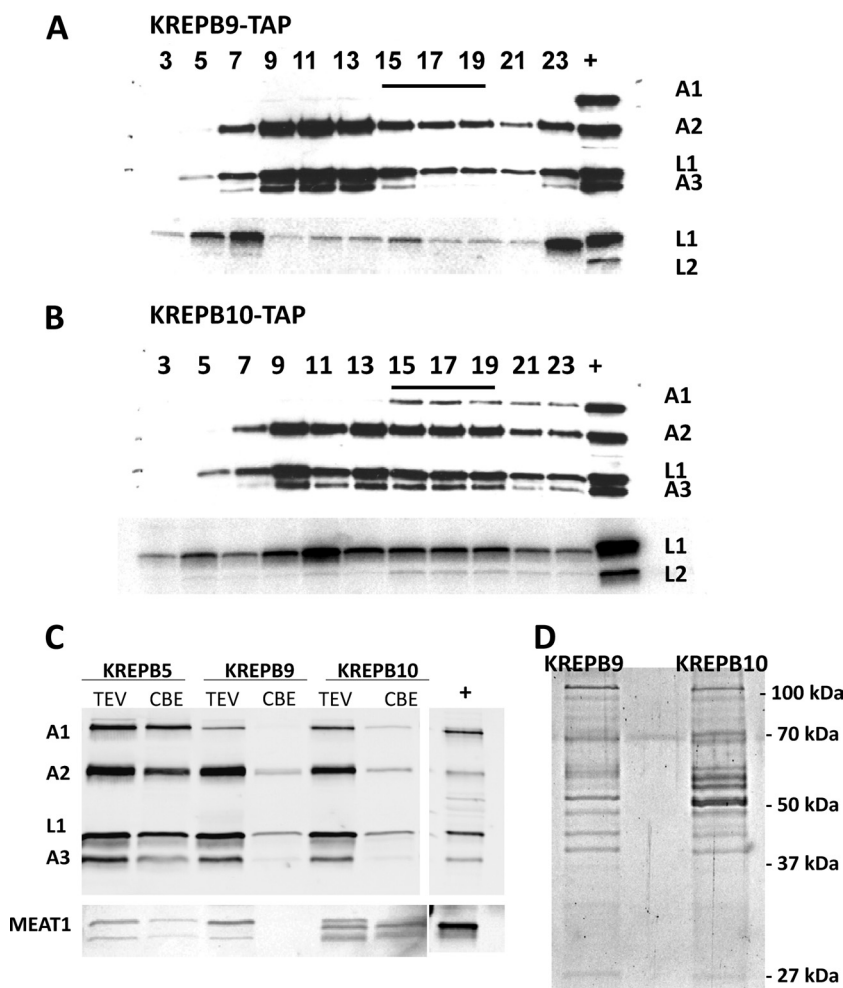 A
KREPB9-TAP
3 5 7 9 11 13 15 17 19 21 23 +
A1
A2
L1
A3
L1
L2
B
KREPB10-TAP
3 5 7 9 11 13 15 17 19 21 23 +
A1
A2
L1
A3
L1
L2
C
KREPB5 KREPB9 KREPB10
TEV CBE TEV CBE TEV CBE +
A1
A2
L1
A3
MEAT1
D
KREPB9 KREPB10
- 100 kDa
- 70 kDa
- 50 kDa
- 37 kDa
- 27 kDa